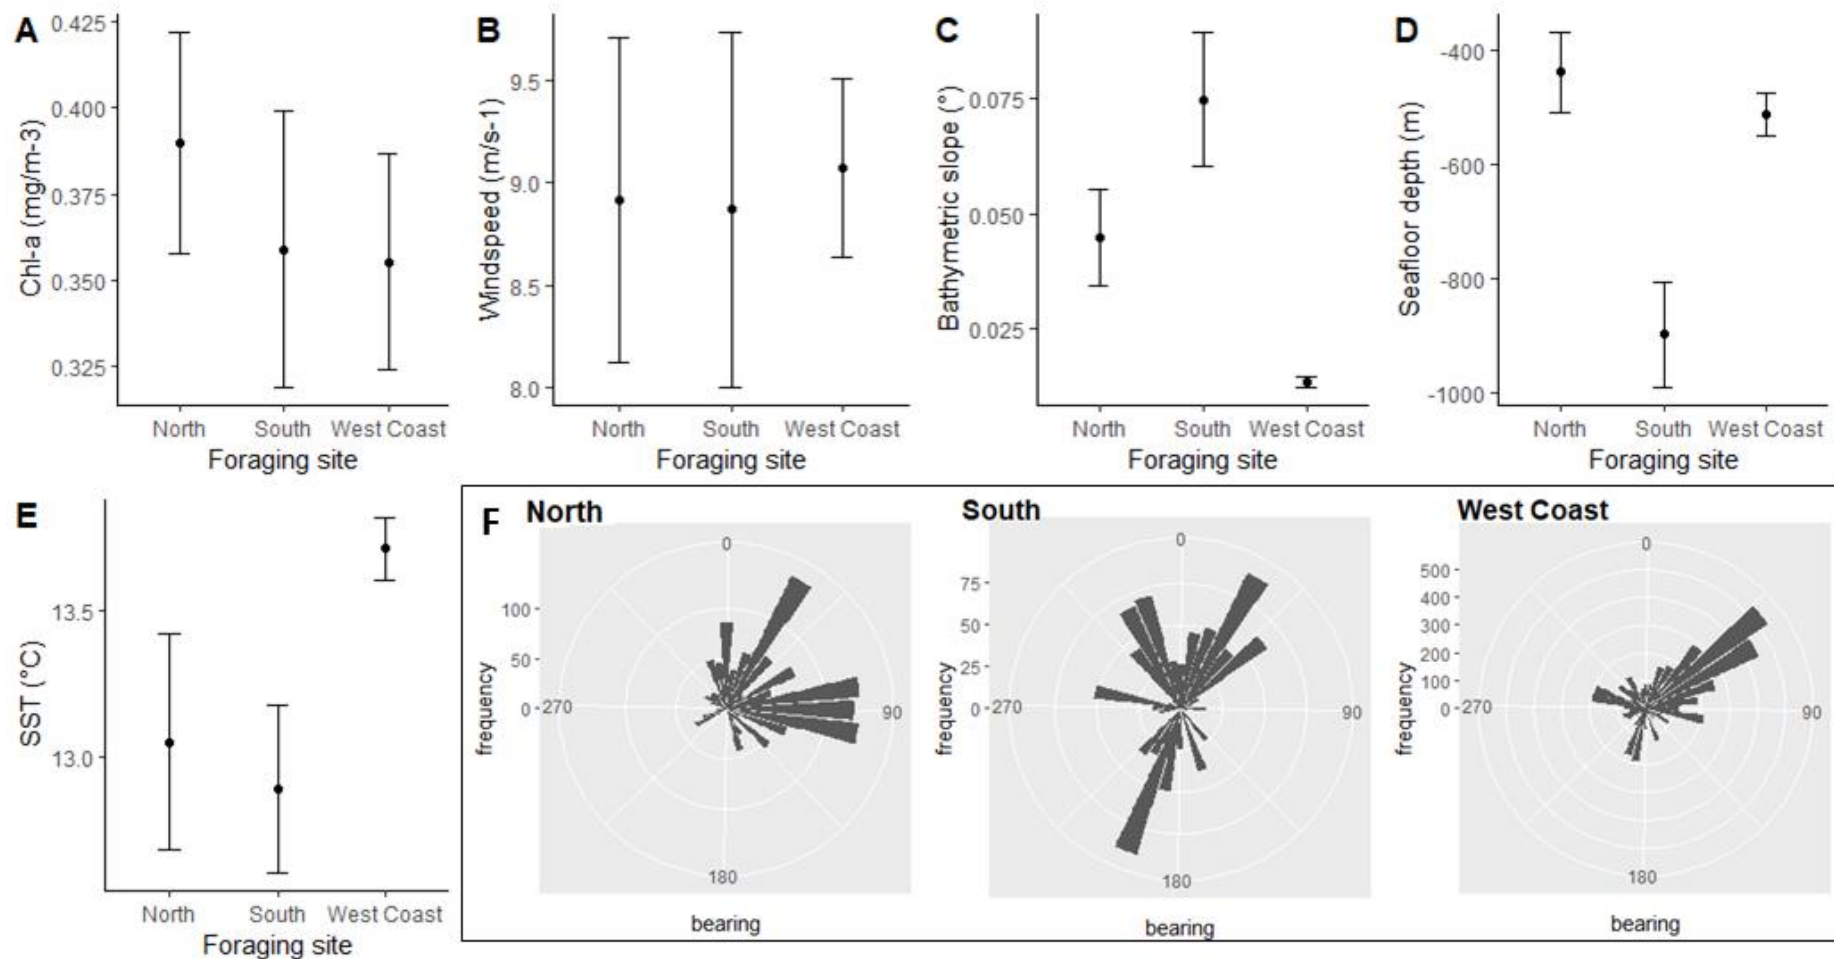 A
Chl-a (mg/m-3)
0.425
0.400
0.375
0.350
0.325
North South West Coast
Foraging site
B
Windspeed (m/s-1)
9.5
9.0
8.5
8.0
North South West Coast
Foraging site
C
Bathymetric slope (°)
0.075
0.050
0.025
North South West Coast
Foraging site
D
Seafloor depth (m)
-400
-600
-800
-1000
North South West Coast
Foraging site
E
SST (°C)
13.5
13.0
North South West Coast
Foraging site
F
North
frequency
100
50
0
0
90
180
270
bearing
South
frequency
75
50
25
0
0
90
180
270
bearing
West Coast
frequency
500
400
300
200
100
0
0
90
180
270
bearing